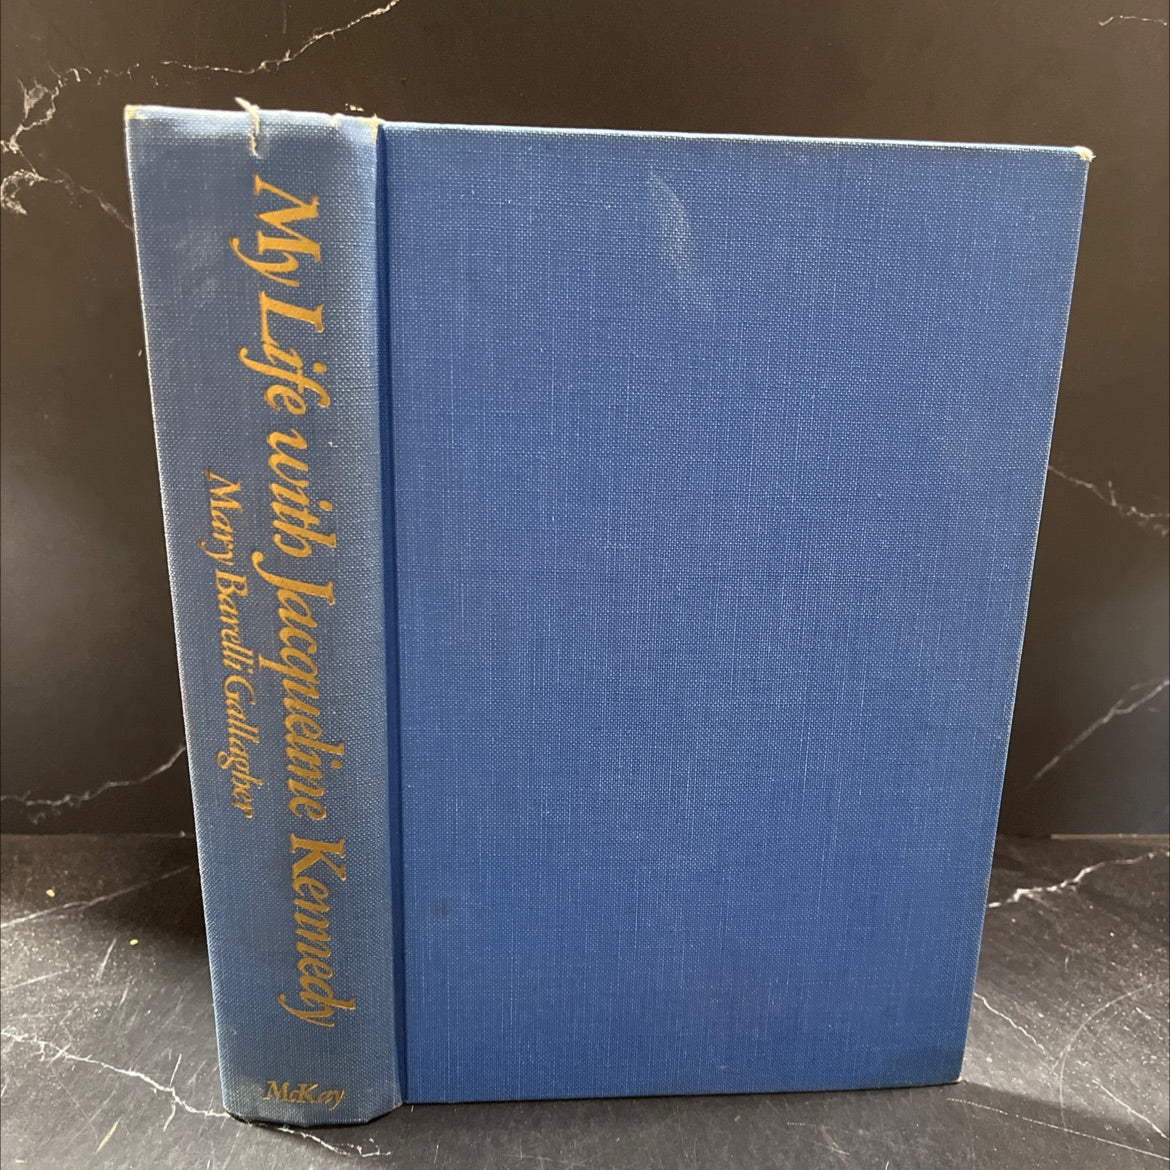 My Life with Jacqueline Kennedy
Mary Barelli Gallagher
McKay